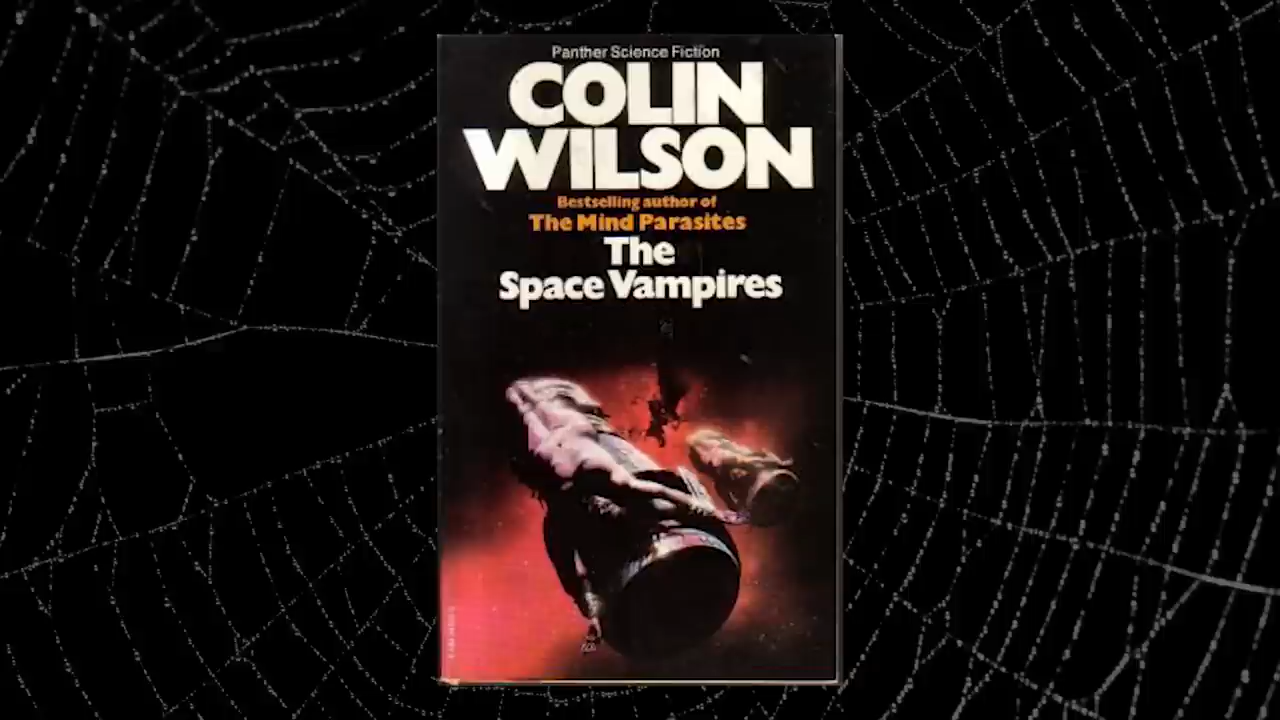 Panther Science Fiction
COLIN
WILSON
Bestselling author of
The Mind Parasites
The
Space Vampires